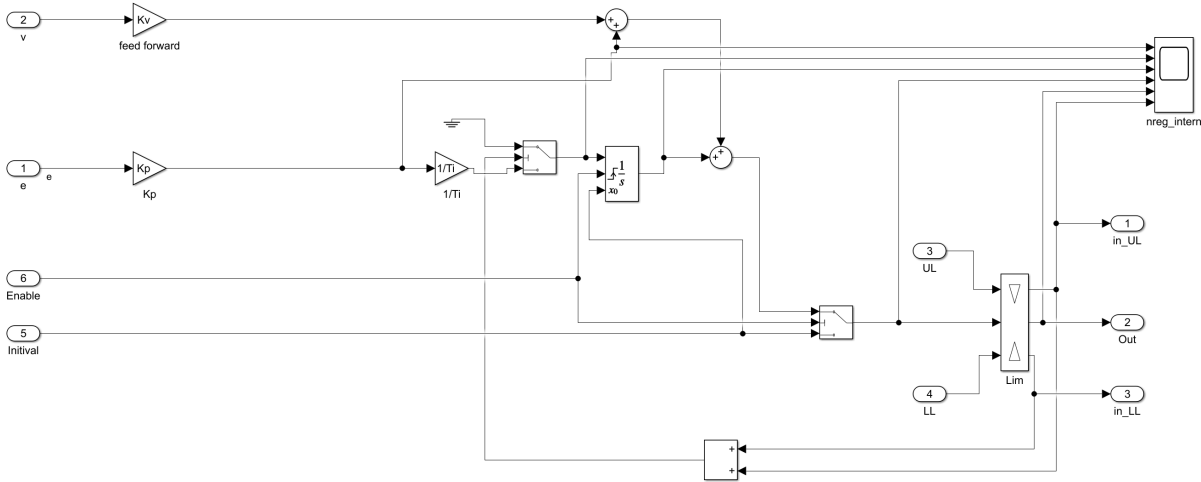 2
v
Kv
feed forward
+
+
nreg_intern
1
e
e
Kp
Kp
1/Ti
1/Ti
1
s
x₀
+
+
1
in_UL
3
UL
6
Enable
5
Initival
2
Out
Lim
4
LL
3
in_LL
+
+